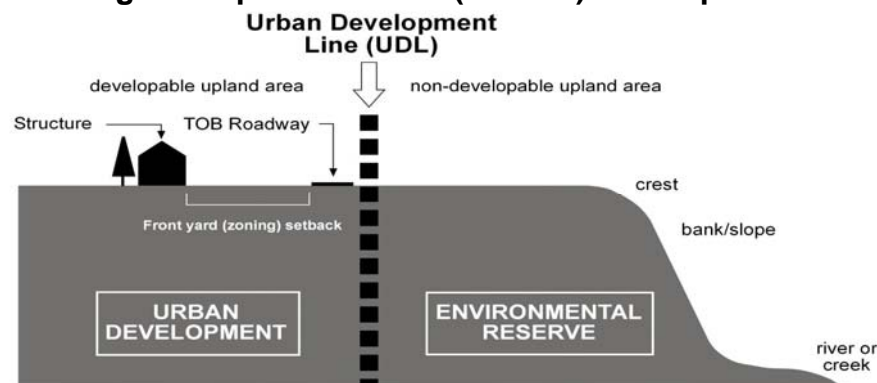 Urban Development
Line (UDL)
developable upland area
non-developable upland area
Structure
TOB Roadway
crest
Front yard (zoning) setback
bank/slope
URBAN
DEVELOPMENT
ENVIRONMENTAL
RESERVE
river or
creek